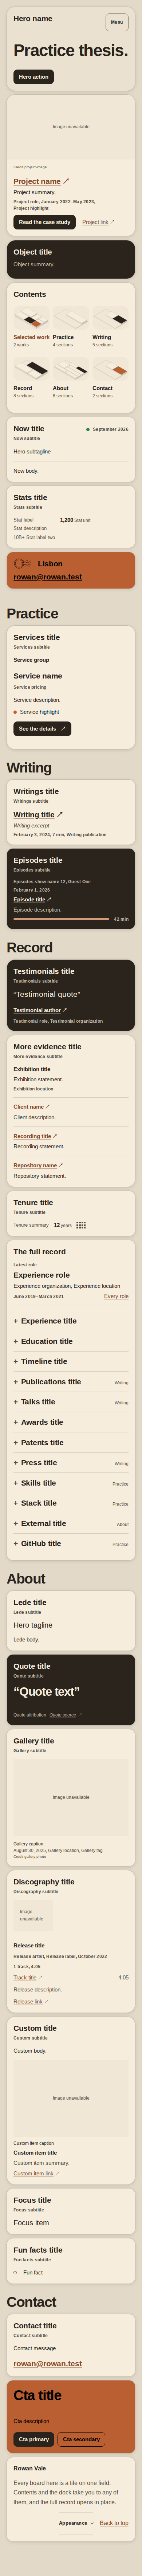 Hero name
Menu
Practice thesis.
Hero action
Image unavailable
Credit project-image
Project name ↗
Project summary.
Project role, January 2022–May 2023,
Project highlight
Read the case study
Project link ↗
Object title
Object summary.
Contents
Selected work
2 works
Practice
4 sections
Writing
5 sections
Record
8 sections
About
8 sections
Contact
2 sections
Now title
September 2026
Now subtitle
Hero subtagline
Now body.
Stats title
Stats subtitle
Stat label
1,200 Stat unit
Stat description
10B+ Stat label two
Lisbon
rowan@rowan.test
Practice
Services title
Services subtitle
Service group
Service name
Service pricing
Service description.
Service highlight
See the details ↗
Writing
Writings title
Writings subtitle
Writing title ↗
Writing excerpt
February 3, 2024, 7 min, Writing publication
Episodes title
Episodes subtitle
Episodes show name 12, Guest One
February 1, 2026
Episode title ↗
Episode description.
42 min
Record
Testimonials title
Testimonials subtitle
“Testimonial quote”
Testimonial author ↗
Testimonial role, Testimonial organization
More evidence title
More evidence subtitle
Exhibition title
Exhibition statement.
Exhibition location
Client name ↗
Client description.
Recording title ↗
Recording statement.
Repository name ↗
Repository statement.
Tenure title
Tenure subtitle
Tenure summary
12 years
The full record
Latest role
Experience role
Experience organization, Experience location
June 2019–March 2021
Every role
+ Experience title
+ Education title
+ Timeline title
+ Publications title
Writing
+ Talks title
Writing
+ Awards title
+ Patents title
+ Press title
Writing
+ Skills title
Practice
+ Stack title
Practice
+ External title
About
+ GitHub title
Practice
About
Lede title
Lede subtitle
Hero tagline
Lede body.
Quote title
Quote subtitle
“Quote text”
Quote attribution Quote source ↗
Gallery title
Gallery subtitle
Image unavailable
Gallery caption
August 30, 2025, Gallery location, Gallery tag
Credit gallery-photo
Discography title
Discography subtitle
Image
unavailable
Release title
Release artist, Release label, October 2022
1 track, 4:05
Track title ↗
4:05
Release description.
Release link ↗
Custom title
Custom subtitle
Custom body.
Image unavailable
Custom item caption
Custom item title
Custom item summary.
Custom item link ↗
Focus title
Focus subtitle
Focus item
Fun facts title
Fun facts subtitle
Fun fact
Contact
Contact title
Contact subtitle
Contact message
rowan@rowan.test
Cta title
Cta description
Cta primary
Cta secondary
Rowan Vale
Every board here is a tile on one field:
Contents and the dock take you to any of
them, and the full record opens in place.
Appearance
Back to top